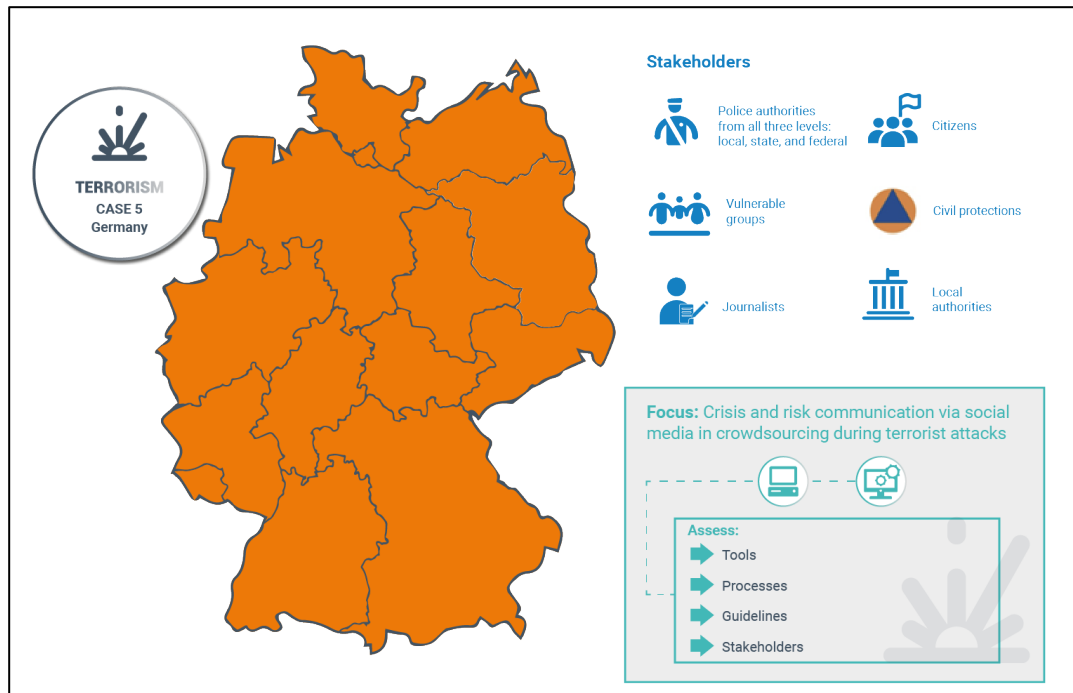 TERRORISM
CASE 5
Germany
Stakeholders
Police authorities
from all three levels:
local, state, and federal
Citizens
Vulnerable
groups
Civil protections
Journalists
Local
authorities
Focus: Crisis and risk communication via social
media in crowdsourcing during terrorist attacks
Assess:
Tools
Processes
Guidelines
Stakeholders